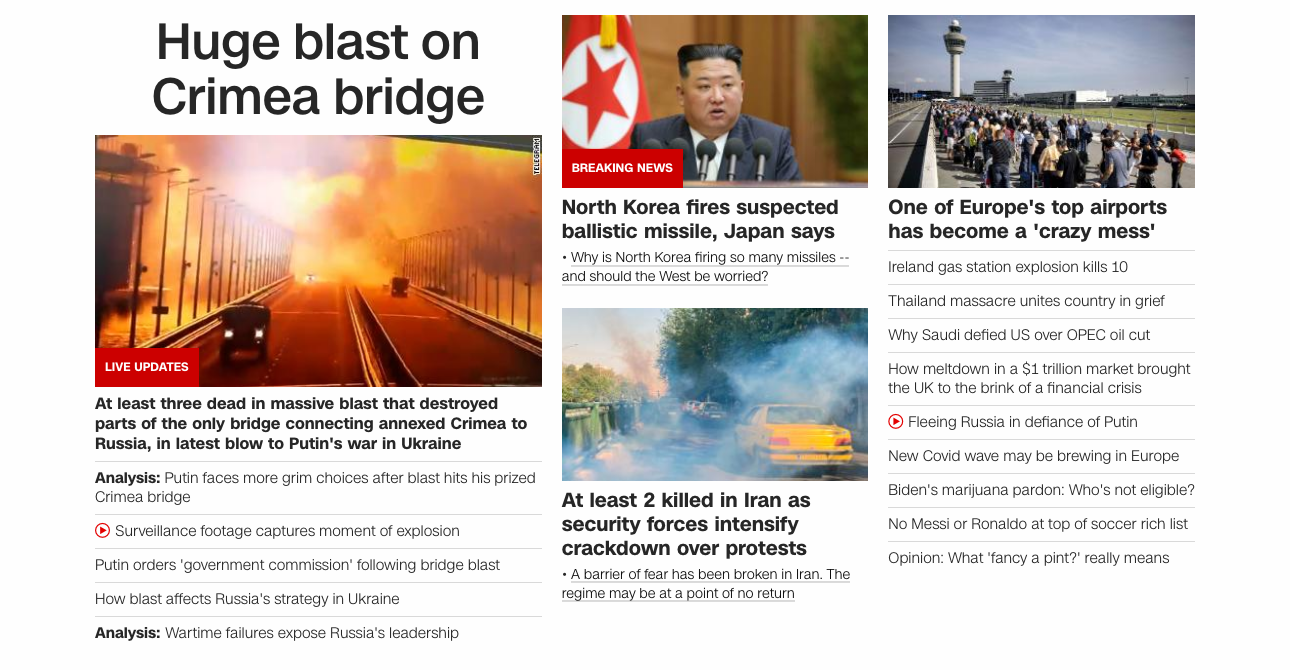 Huge blast on
Crimea bridge
TELEGRAM
LIVE UPDATES
At least three dead in massive blast that destroyed
parts of the only bridge connecting annexed Crimea to
Russia, in latest blow to Putin's war in Ukraine
Analysis: Putin faces more grim choices after blast hits his prized
Crimea bridge
Surveillance footage captures moment of explosion
Putin orders 'government commission' following bridge blast
How blast affects Russia's strategy in Ukraine
Analysis: Wartime failures expose Russia's leadership
BREAKING NEWS
North Korea fires suspected
ballistic missile, Japan says
• Why is North Korea firing so many missiles --
and should the West be worried?
At least 2 killed in Iran as
security forces intensify
crackdown over protests
• A barrier of fear has been broken in Iran. The
regime may be at a point of no return
One of Europe's top airports
has become a 'crazy mess'
Ireland gas station explosion kills 10
Thailand massacre unites country in grief
Why Saudi defied US over OPEC oil cut
How meltdown in a $1 trillion market brought
the UK to the brink of a financial crisis
Fleeing Russia in defiance of Putin
New Covid wave may be brewing in Europe
Biden's marijuana pardon: Who's not eligible?
No Messi or Ronaldo at top of soccer rich list
Opinion: What 'fancy a pint?' really means